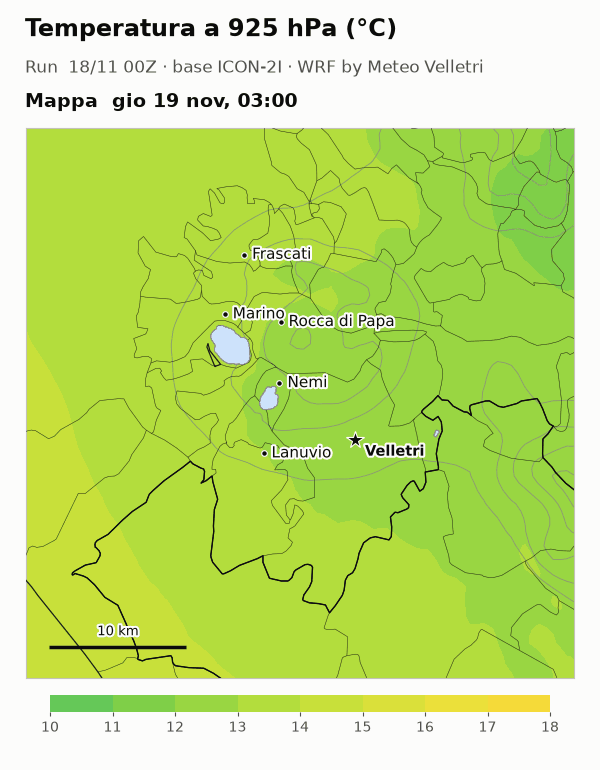 Temperatura a 925 hPa (°C)
Run  18/11 00Z · base ICON-2I · WRF by Meteo Velletri
Mappa  gio 19 nov, 03:00
Frascati
Marino
Rocca di Papa
Nemi
Velletri
Lanuvio
10 km
10 11 12 13 14 15 16 17 18